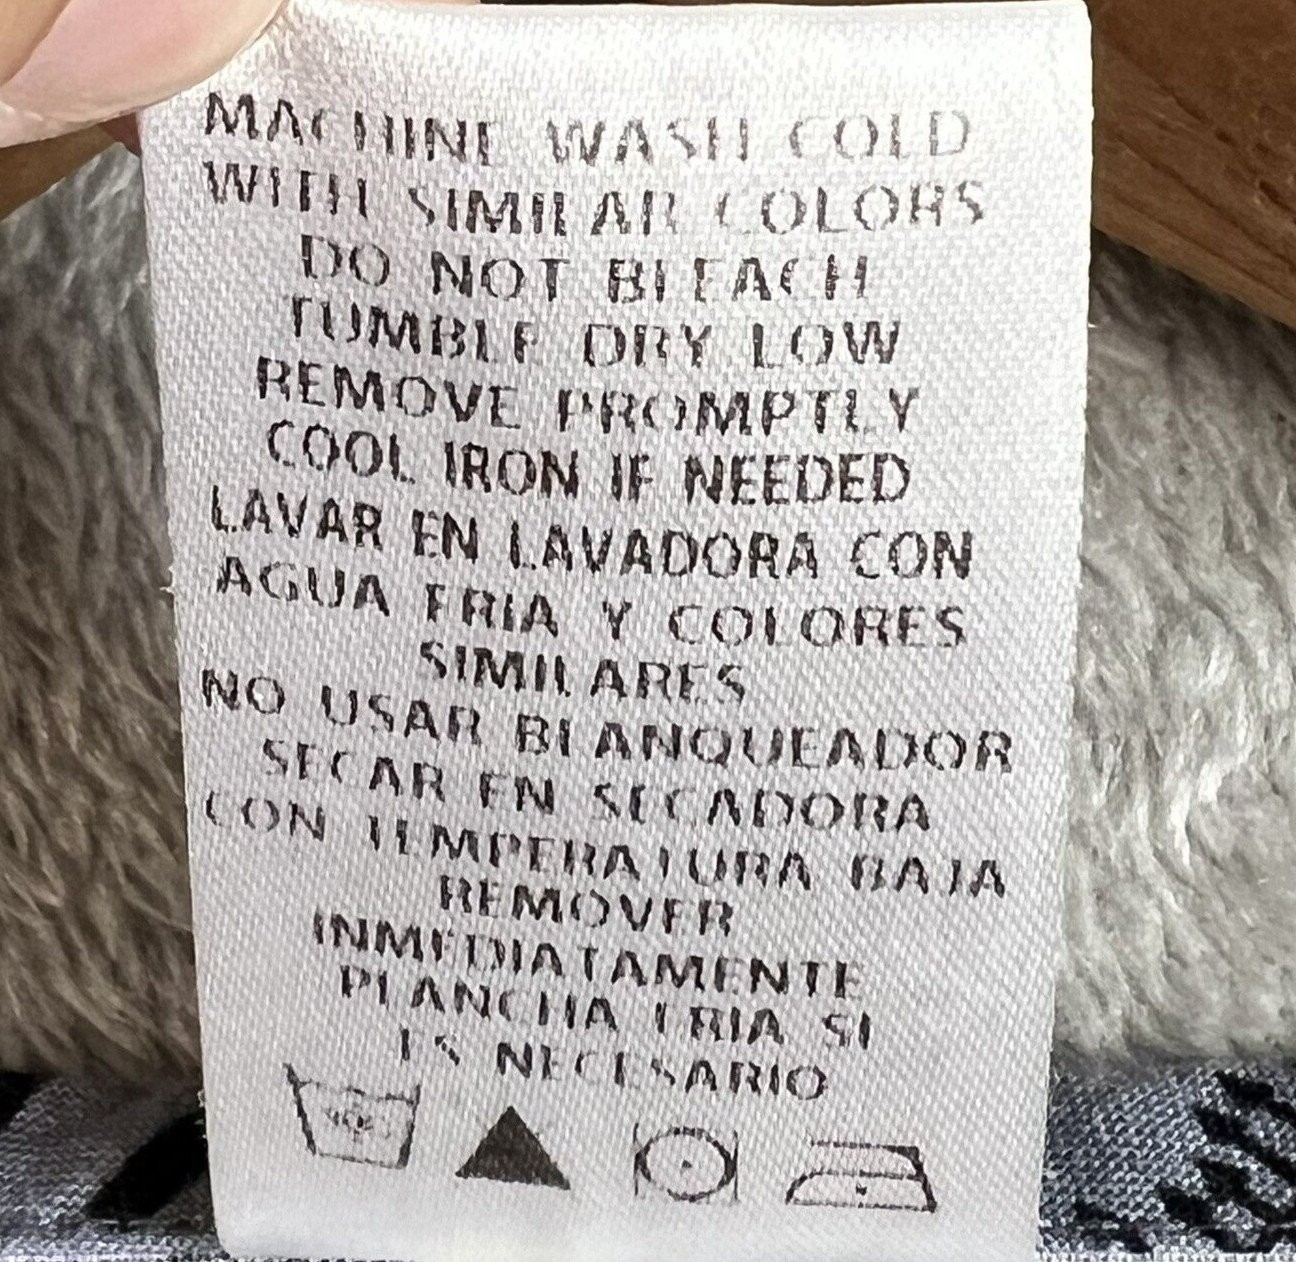 MACHINE WASH COLD
WITH SIMILAR COLORS
DO NOT BLEACH
TUMBLE DRY LOW
REMOVE PROMPTLY
COOL IRON IF NEEDED
LAVAR EN LAVADORA CON
AGUA FRIA Y COLORES
SIMILARES
NO USAR BLANQUEADOR
SECAR EN SECADORA
CON TEMPERATURA BAJA
REMOVER
INMEDIATAMENTE
PLANCHA FRIA SI
ES NECESARIO